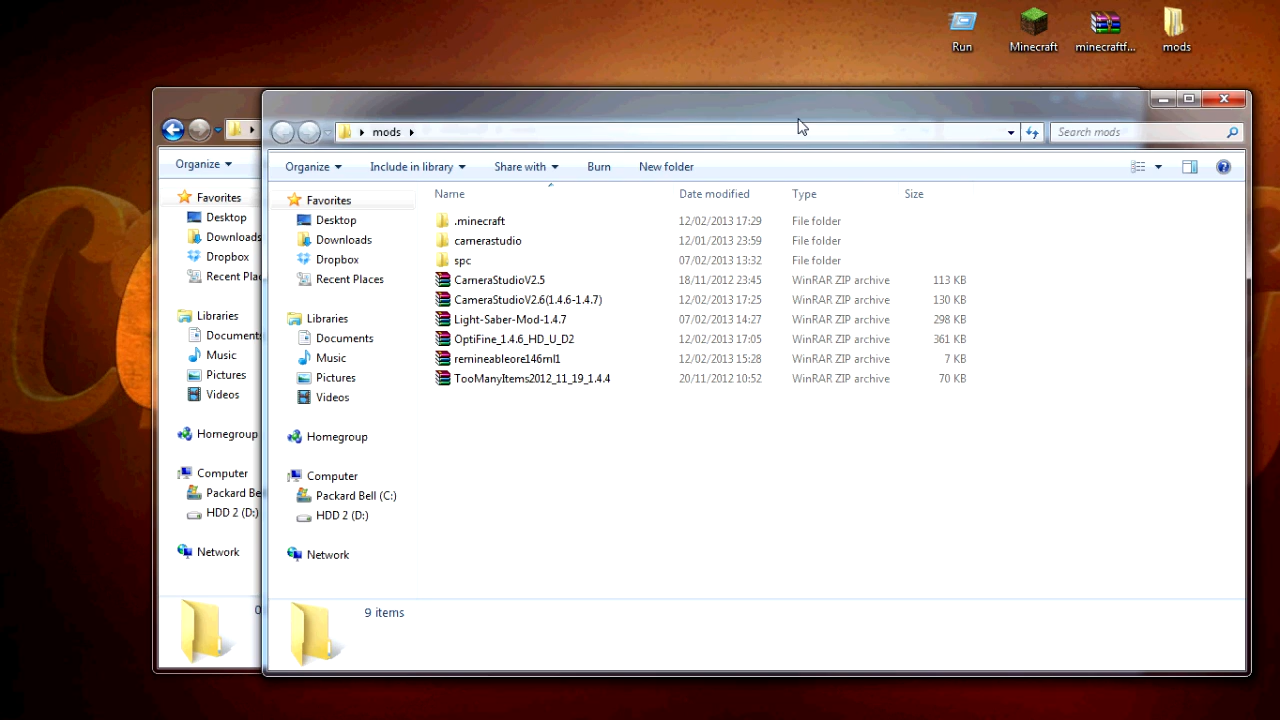 Run
Minecraft
minecraftf...
mods
mods
Search mods
Organize
Organize
Include in library
Share with
Burn
New folder
Favorites
Desktop
Downloads
Dropbox
Recent Pla
Libraries
Document
Music
Pictures
Videos
Homegroup
Computer
Packard Be
HDD 2 (D:)
Network
Favorites
Desktop
Downloads
Dropbox
Recent Places
Libraries
Documents
Music
Pictures
Videos
Homegroup
Computer
Packard Bell (C:)
HDD 2 (D:)
Network
Name Date modified Type Size
.minecraft 12/02/2013 17:29 File folder
camerastudio 12/01/2013 23:59 File folder
spc 07/02/2013 13:32 File folder
CameraStudioV2.5 18/11/2012 23:45 WinRAR ZIP archive 113 KB
CameraStudioV2.6(1.4.6-1.4.7) 12/02/2013 17:25 WinRAR ZIP archive 130 KB
Light-Saber-Mod-1.4.7 07/02/2013 14:27 WinRAR ZIP archive 298 KB
OptiFine_1.4.6_HD_U_D2 12/02/2013 17:05 WinRAR ZIP archive 361 KB
remineableore146rml1 12/02/2013 15:28 WinRAR ZIP archive 7 KB
TooManyItems2012_11_19_1.4.4 20/11/2012 10:52 WinRAR ZIP archive 70 KB
0
9 items